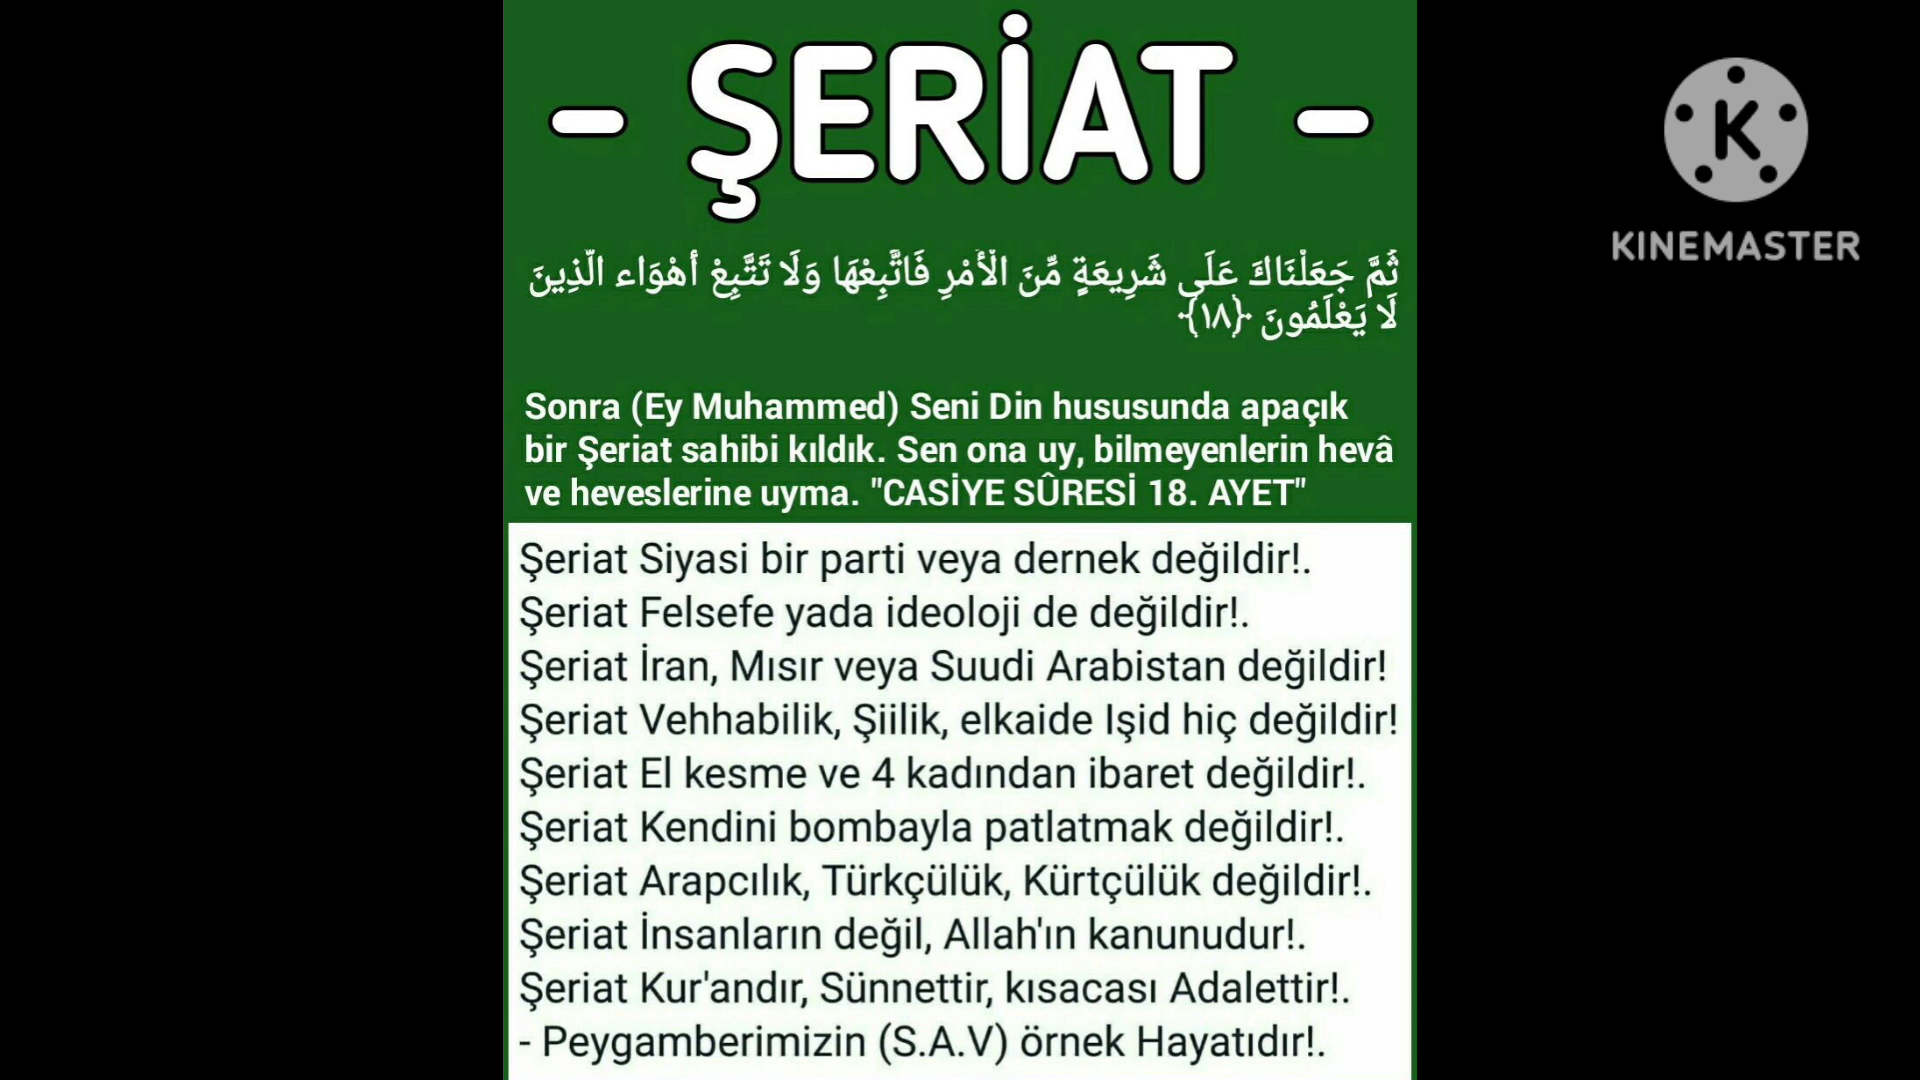 - ŞERİAT -
KINEMASTER
ثُمَّ جَعَلْنَاكَ عَلَى شَرِيعَةٍ مِّنَ الْأَمْرِ فَاتَّبِعْهَا وَلَا تَتَّبِعْ أَهْوَاء الَّذِينَ
لَا يَعْلَمُونَ ﴿١٨﴾
Sonra (Ey Muhammed) Seni Din hususunda apaçık
bir Şeriat sahibi kıldık. Sen ona uy, bilmeyenlerin hevâ
ve heveslerine uyma. "CASİYE SÛRESİ 18. AYET"
Şeriat Siyasi bir parti veya dernek değildir!.
Şeriat Felsefe yada ideoloji de değildir!.
Şeriat İran, Mısır veya Suudi Arabistan değildir!
Şeriat Vehhabilik, Şiilik, elkaide Işid hiç değildir!
Şeriat El kesme ve 4 kadından ibaret değildir!.
Şeriat Kendini bombayla patlatmak değildir!.
Şeriat Arapcılık, Türkçülük, Kürtçülük değildir!.
Şeriat İnsanların değil, Allah'ın kanunudur!.
Şeriat Kur'andır, Sünnettir, kısacası Adalettir!.
- Peygamberimizin (S.A.V) örnek Hayatıdır!.